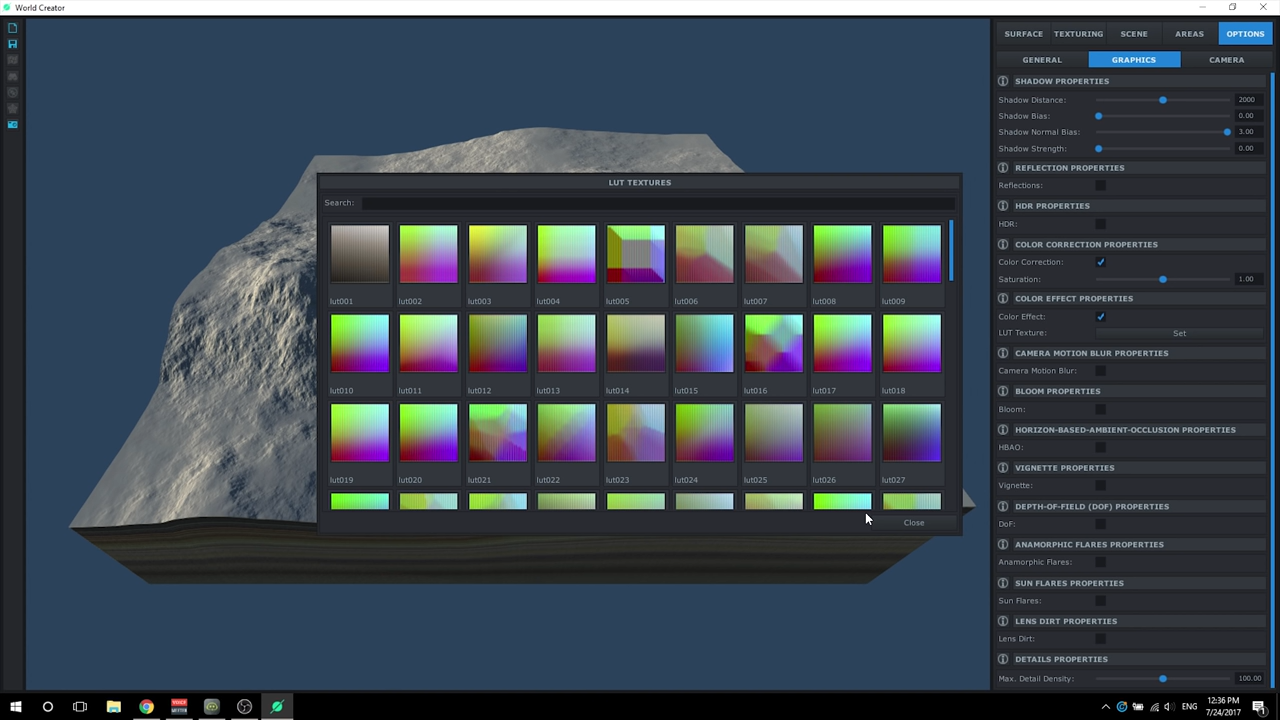 World Creator
SURFACE TEXTURING SCENE AREAS OPTIONS
GENERAL GRAPHICS CAMERA
SHADOW PROPERTIES
Shadow Distance: 2000
Shadow Bias: 0.00
Shadow Normal Bias: 3.00
Shadow Strength: 0.00
REFLECTION PROPERTIES
Reflections:
HDR PROPERTIES
HDR:
COLOR CORRECTION PROPERTIES
Color Correction:
Saturation: 1.00
COLOR EFFECT PROPERTIES
Color Effect:
LUT Texture: Set
CAMERA MOTION BLUR PROPERTIES
Camera Motion Blur:
BLOOM PROPERTIES
Bloom:
HORIZON-BASED-AMBIENT-OCCLUSION PROPERTIES
HBAO:
VIGNETTE PROPERTIES
Vignette:
DEPTH-OF-FIELD (DOF) PROPERTIES
DoF:
ANAMORPHIC FLARES PROPERTIES
Anamorphic Flares:
SUN FLARES PROPERTIES
Sun Flares:
LENS DIRT PROPERTIES
Lens Dirt:
DETAILS PROPERTIES
Max. Detail Density: 100.00
LUT TEXTURES
Search:
lut001 lut002 lut003 lut004 lut005 lut006 lut007 lut008 lut009
lut010 lut011 lut012 lut013 lut014 lut015 lut016 lut017 lut018
lut019 lut020 lut021 lut022 lut023 lut024 lut025 lut026 lut027
Close
12:36 PM
7/24/2017